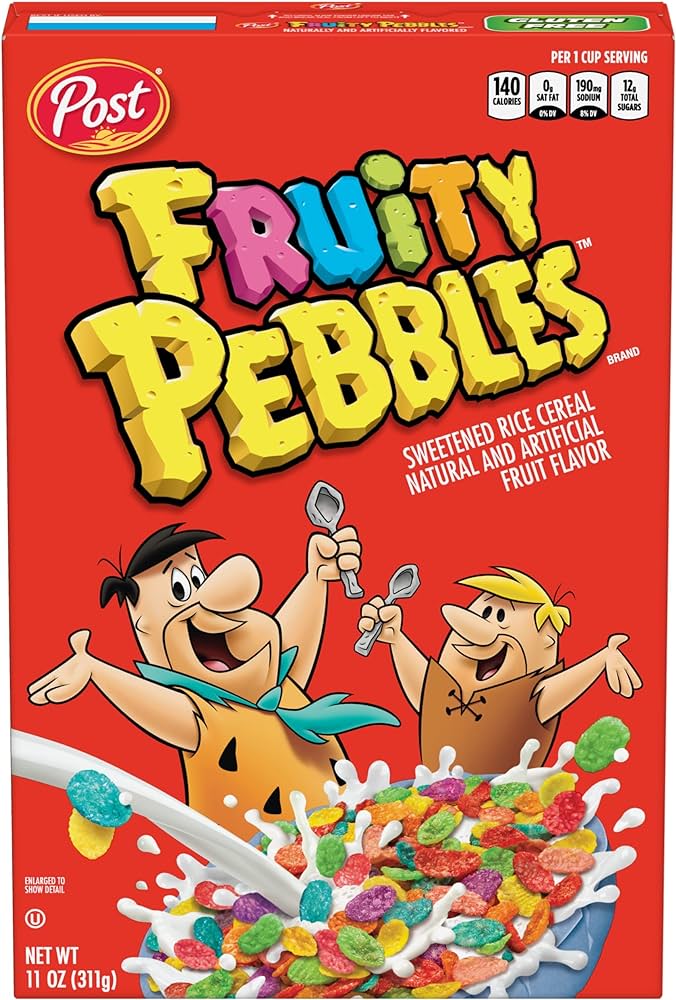 FRUITY PEBBLES
NATURALLY AND ARTIFICIALLY FLAVORED
GLUTEN
FREE
PER 1 CUP SERVING
140
CALORIES
0g
SAT FAT
0% DV
190mg
SODIUM
8% DV
12g
TOTAL
SUGARS
Post®
FRUiTY
PEBBLES™
BRAND
SWEETENED RICE CEREAL
NATURAL AND ARTIFICIAL
FRUIT FLAVOR
ENLARGED TO
SHOW DETAIL
U
NET WT
11 OZ (311g)